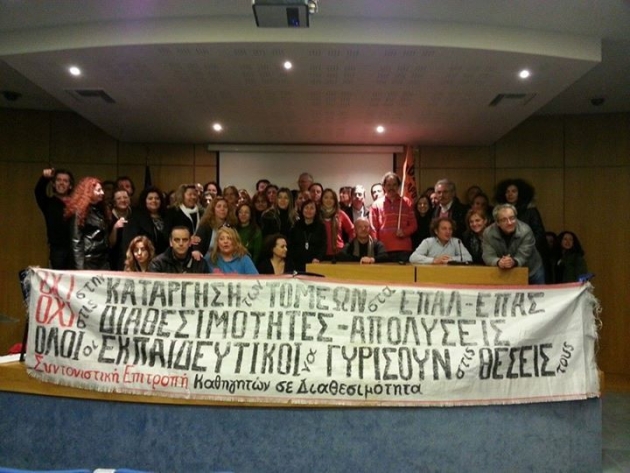 ΟΧΙ στην ΚΑΤΑΡΓΗΣΗ των ΤΟΜΕΩΝ στα ΕΠΑΛ-ΕΠΑΣ
ΟΧΙ στις ΔΙΑΘΕΣΙΜΟΤΗΤΕΣ-ΑΠΟΛΥΣΕΙΣ
ΟΛΟΙ οι ΕΚΠΑΙΔΕΥΤΙΚΟΙ να ΓΥΡΙΣΟΥΝ στις ΘΕΣΕΙΣ τους
Συντονιστική Επιτροπή Καθηγητών σε Διαθεσιμότητα